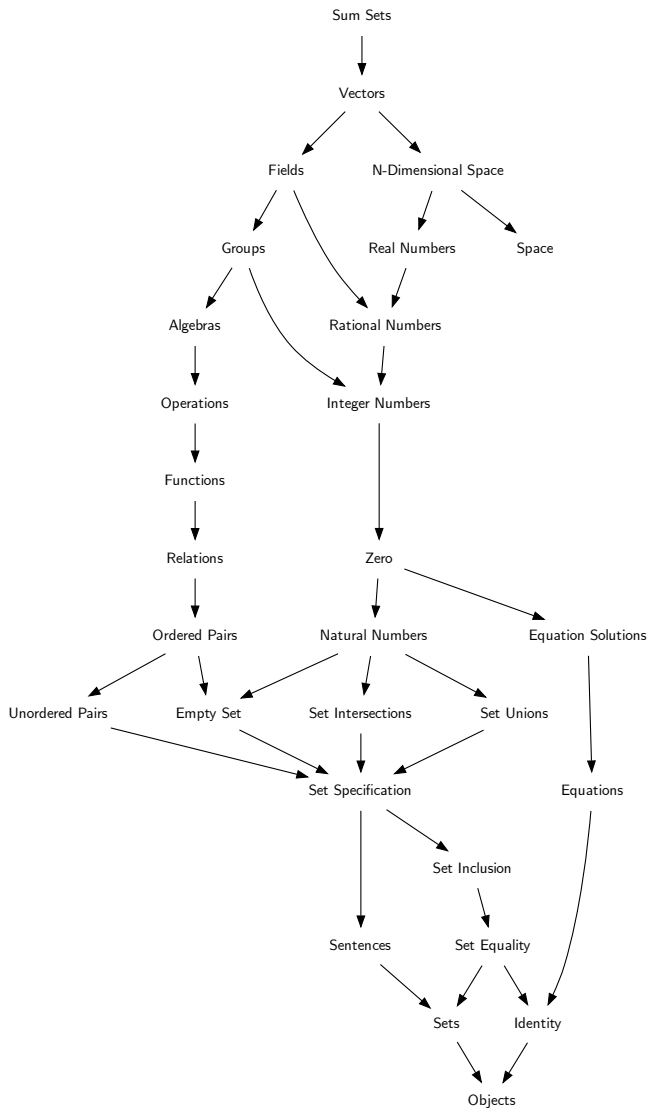 Sum Sets
Vectors
Fields
N-Dimensional Space
Groups
Real Numbers
Space
Algebras
Rational Numbers
Operations
Integer Numbers
Functions
Relations
Zero
Ordered Pairs
Natural Numbers
Equation Solutions
Unordered Pairs
Empty Set
Set Intersections
Set Unions
Set Specification
Equations
Set Inclusion
Sentences
Set Equality
Sets
Identity
Objects